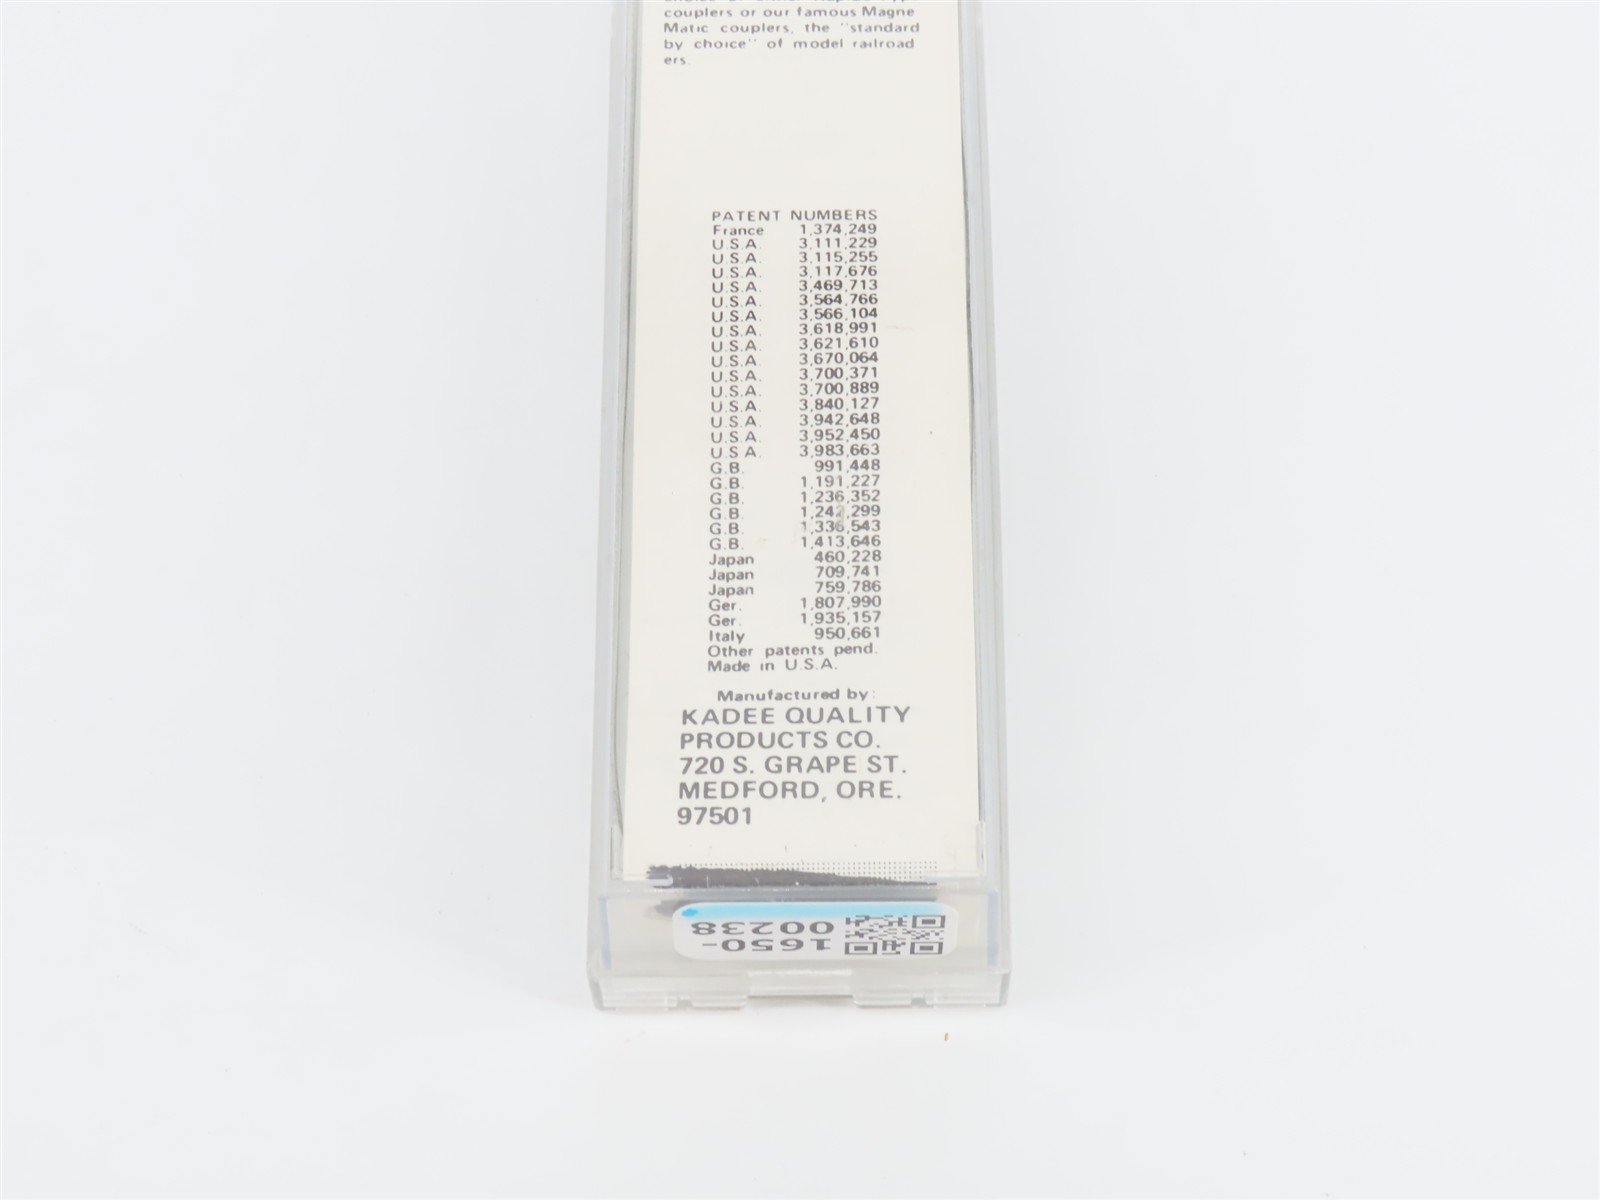 couplers or our famous Magne
Matic couplers, the "standard
by choice" of model railroad
ers.
PATENT NUMBERS
France 1,374,249
U.S.A. 3,111,229
U.S.A. 3,115,255
U.S.A. 3,117,676
U.S.A. 3,469,713
U.S.A. 3,564,766
U.S.A. 3,566,104
U.S.A. 3,618,991
U.S.A. 3,621,610
U.S.A. 3,670,064
U.S.A. 3,700,371
U.S.A. 3,700,889
U.S.A. 3,840,127
U.S.A. 3,942,648
U.S.A. 3,952,450
U.S.A. 3,983,663
G.B. 991,448
G.B. 1,191,227
G.B. 1,236,352
G.B. 1,242,299
G.B. 1,336,543
G.B. 1,413,646
Japan 460,228
Japan 709,741
Japan 759,786
Ger. 1,807,990
Ger. 1,935,157
Italy 950,661
Other patents pend.
Made in U.S.A.
Manufactured by:
KADEE QUALITY
PRODUCTS CO.
720 S. GRAPE ST.
MEDFORD, ORE.
97501
1650-
00238